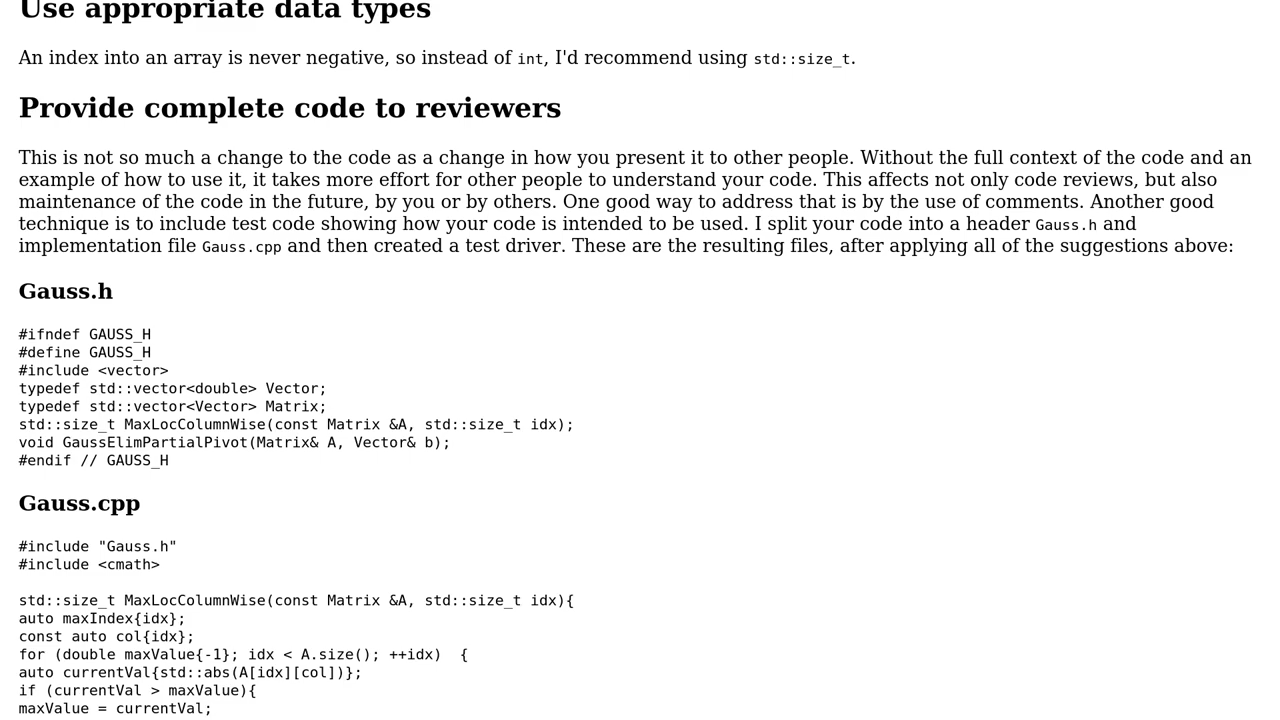 Use appropriate data types
An index into an array is never negative, so instead of int, I'd recommend using std::size_t.
Provide complete code to reviewers
This is not so much a change to the code as a change in how you present it to other people. Without the full context of the code and an
example of how to use it, it takes more effort for other people to understand your code. This affects not only code reviews, but also
maintenance of the code in the future, by you or by others. One good way to address that is by the use of comments. Another good
technique is to include test code showing how your code is intended to be used. I split your code into a header Gauss.h and
implementation file Gauss.cpp and then created a test driver. These are the resulting files, after applying all of the suggestions above:
Gauss.h
#ifndef GAUSS_H
#define GAUSS_H
#include <vector>
typedef std::vector<double> Vector;
typedef std::vector<Vector> Matrix;
std::size_t MaxLocColumnWise(const Matrix &A, std::size_t idx);
void GaussElimPartialPivot(Matrix& A, Vector& b);
#endif // GAUSS_H
Gauss.cpp
#include "Gauss.h"
#include <cmath>
std::size_t MaxLocColumnWise(const Matrix &A, std::size_t idx){
auto maxIndex{idx};
const auto col{idx};
for (double maxValue{-1}; idx < A.size(); ++idx)  {
auto currentVal{std::abs(A[idx][col])};
if (currentVal > maxValue){
maxValue = currentVal;